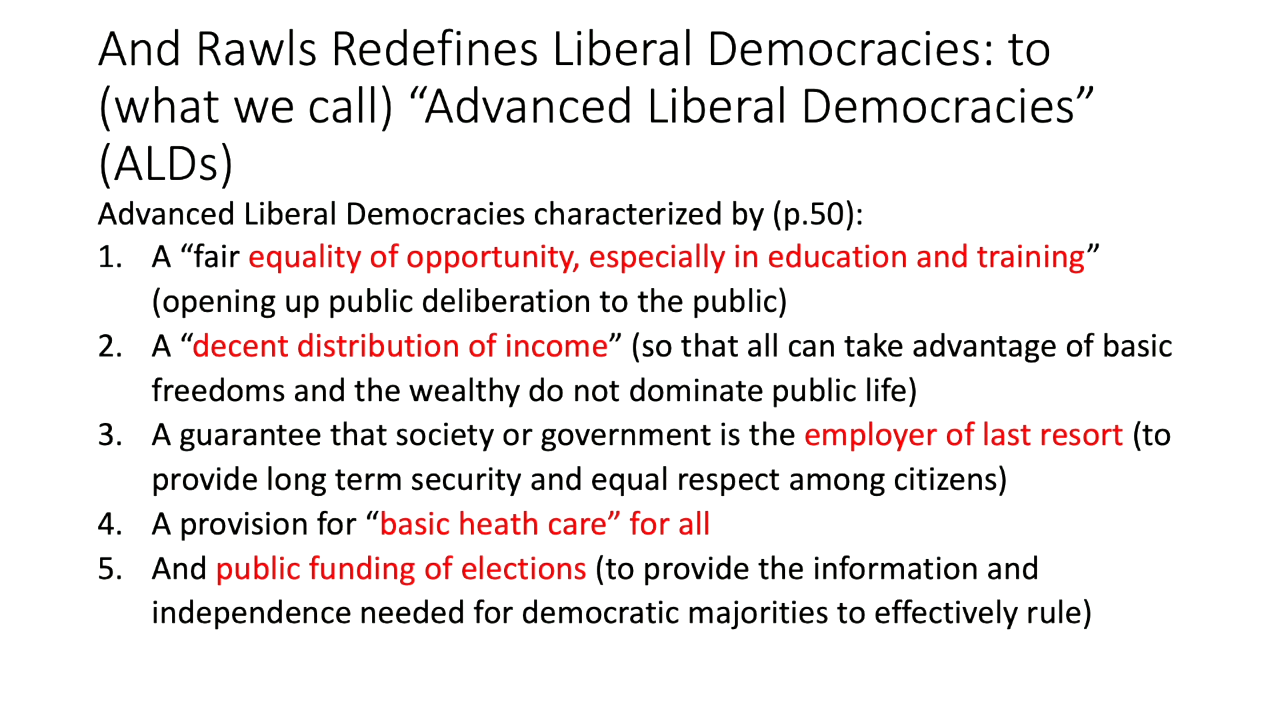 And Rawls Redefines Liberal Democracies: to
(what we call) “Advanced Liberal Democracies”
(ALDs)
Advanced Liberal Democracies characterized by (p.50):
1. A “fair equality of opportunity, especially in education and training”
(opening up public deliberation to the public)
2. A “decent distribution of income” (so that all can take advantage of basic
freedoms and the wealthy do not dominate public life)
3. A guarantee that society or government is the employer of last resort (to
provide long term security and equal respect among citizens)
4. A provision for “basic heath care” for all
5. And public funding of elections (to provide the information and
independence needed for democratic majorities to effectively rule)